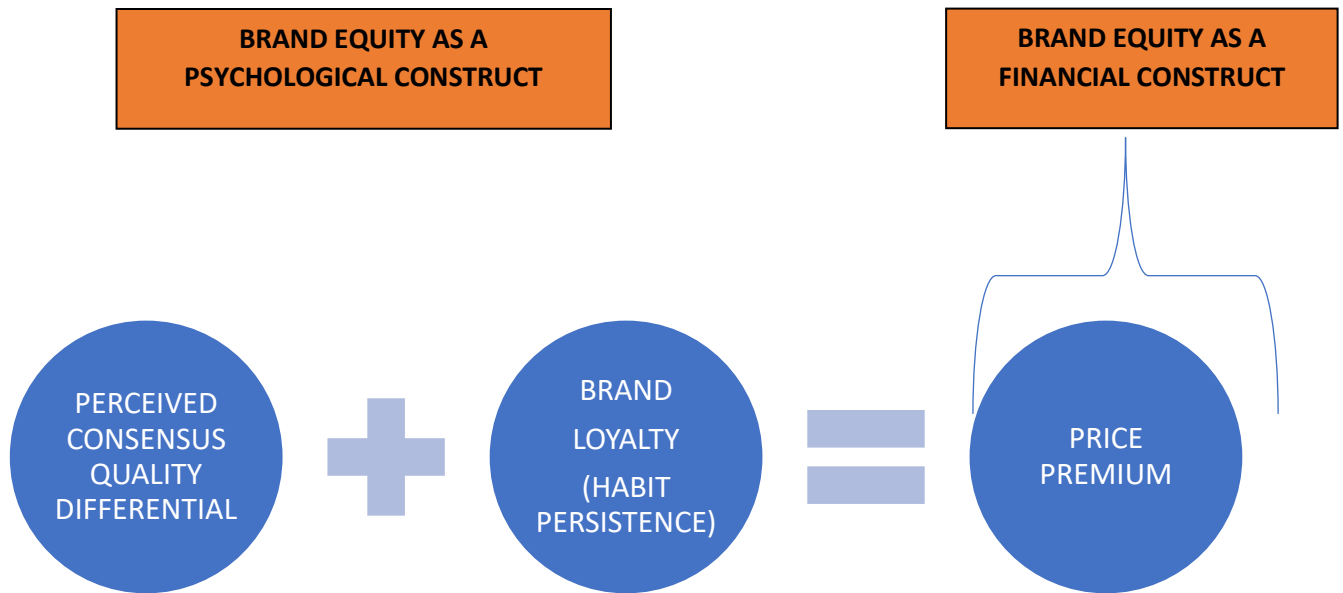 BRAND EQUITY AS A
PSYCHOLOGICAL CONSTRUCT
BRAND EQUITY AS A
FINANCIAL CONSTRUCT
PERCEIVED
CONSENSUS
QUALITY
DIFFERENTIAL
BRAND
LOYALTY
(HABIT
PERSISTENCE)
PRICE
PREMIUM